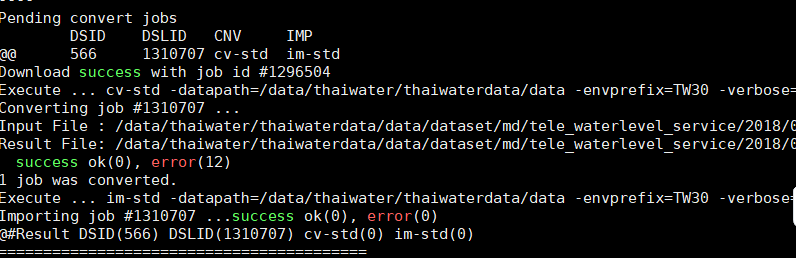 Pending convert jobs
DSID DSLID CNV IMP
@@ 566 1310707 cv-std im-std
Download success with job id #1296504
Execute ... cv-std -datapath=/data/thaiwater/thaiwaterdata/data -envprefix=TW30 -verbose=
Converting job #1310707 ...
Input File : /data/thaiwater/thaiwaterdata/data/dataset/md/tele_waterlevel_service/2018/0
Result File: /data/thaiwater/thaiwaterdata/data/dataset/md/tele_waterlevel_service/2018/0
success ok(0), error(12)
1 job was converted.
Execute ... im-std -datapath=/data/thaiwater/thaiwaterdata/data -envprefix=TW30 -verbose=
Importing job #1310707 ...success ok(0), error(0)
@#Result DSID(566) DSLID(1310707) cv-std(0) im-std(0)
==========================================